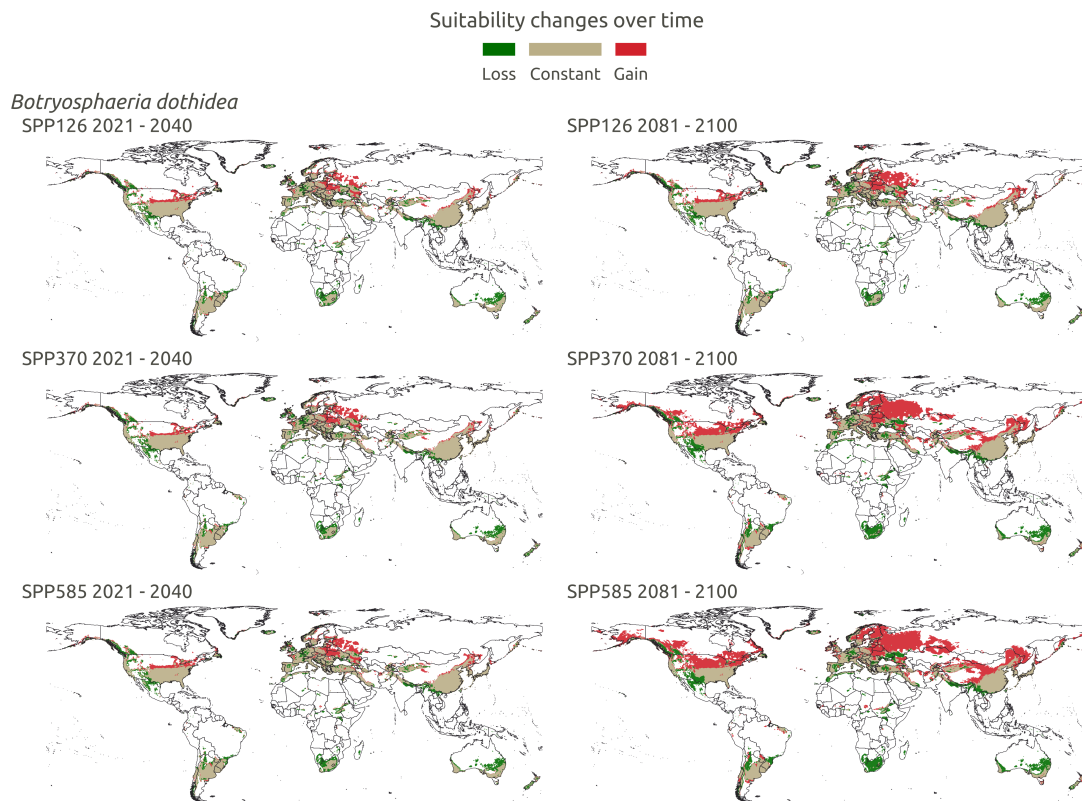 Suitability changes over time
Loss Constant Gain
Botryosphaeria dothidea
SPP126 2021 - 2040
SPP126 2081 - 2100
SPP370 2021 - 2040
SPP370 2081 - 2100
SPP585 2021 - 2040
SPP585 2081 - 2100